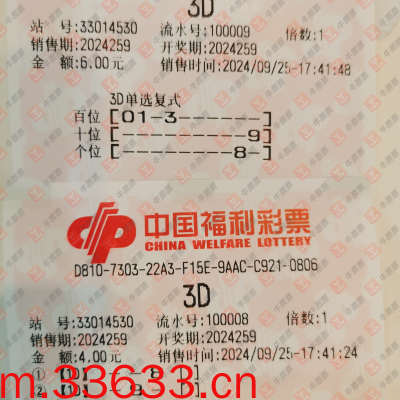 3D
站 号:33014530 流水号:100009 倍数:1
销售期:2024259 开奖期:2024259
金 额:6.00元 销售时间:2024/09/25-17:41:48
3D单选复式
百位 [01-3------]
十位 [---------9]
个位 [--------8-]
中国福利彩票
CHINA WELFARE LOTTERY
D810-7303-22A3-F15E-9AAC-C921-0806
3D
站 号:33014530 流水号:100008 倍数:1
销售期:2024259 开奖期:2024259
金 额:4.00元 销售时间:2024/09/25-17:41:24
m.33633.cn